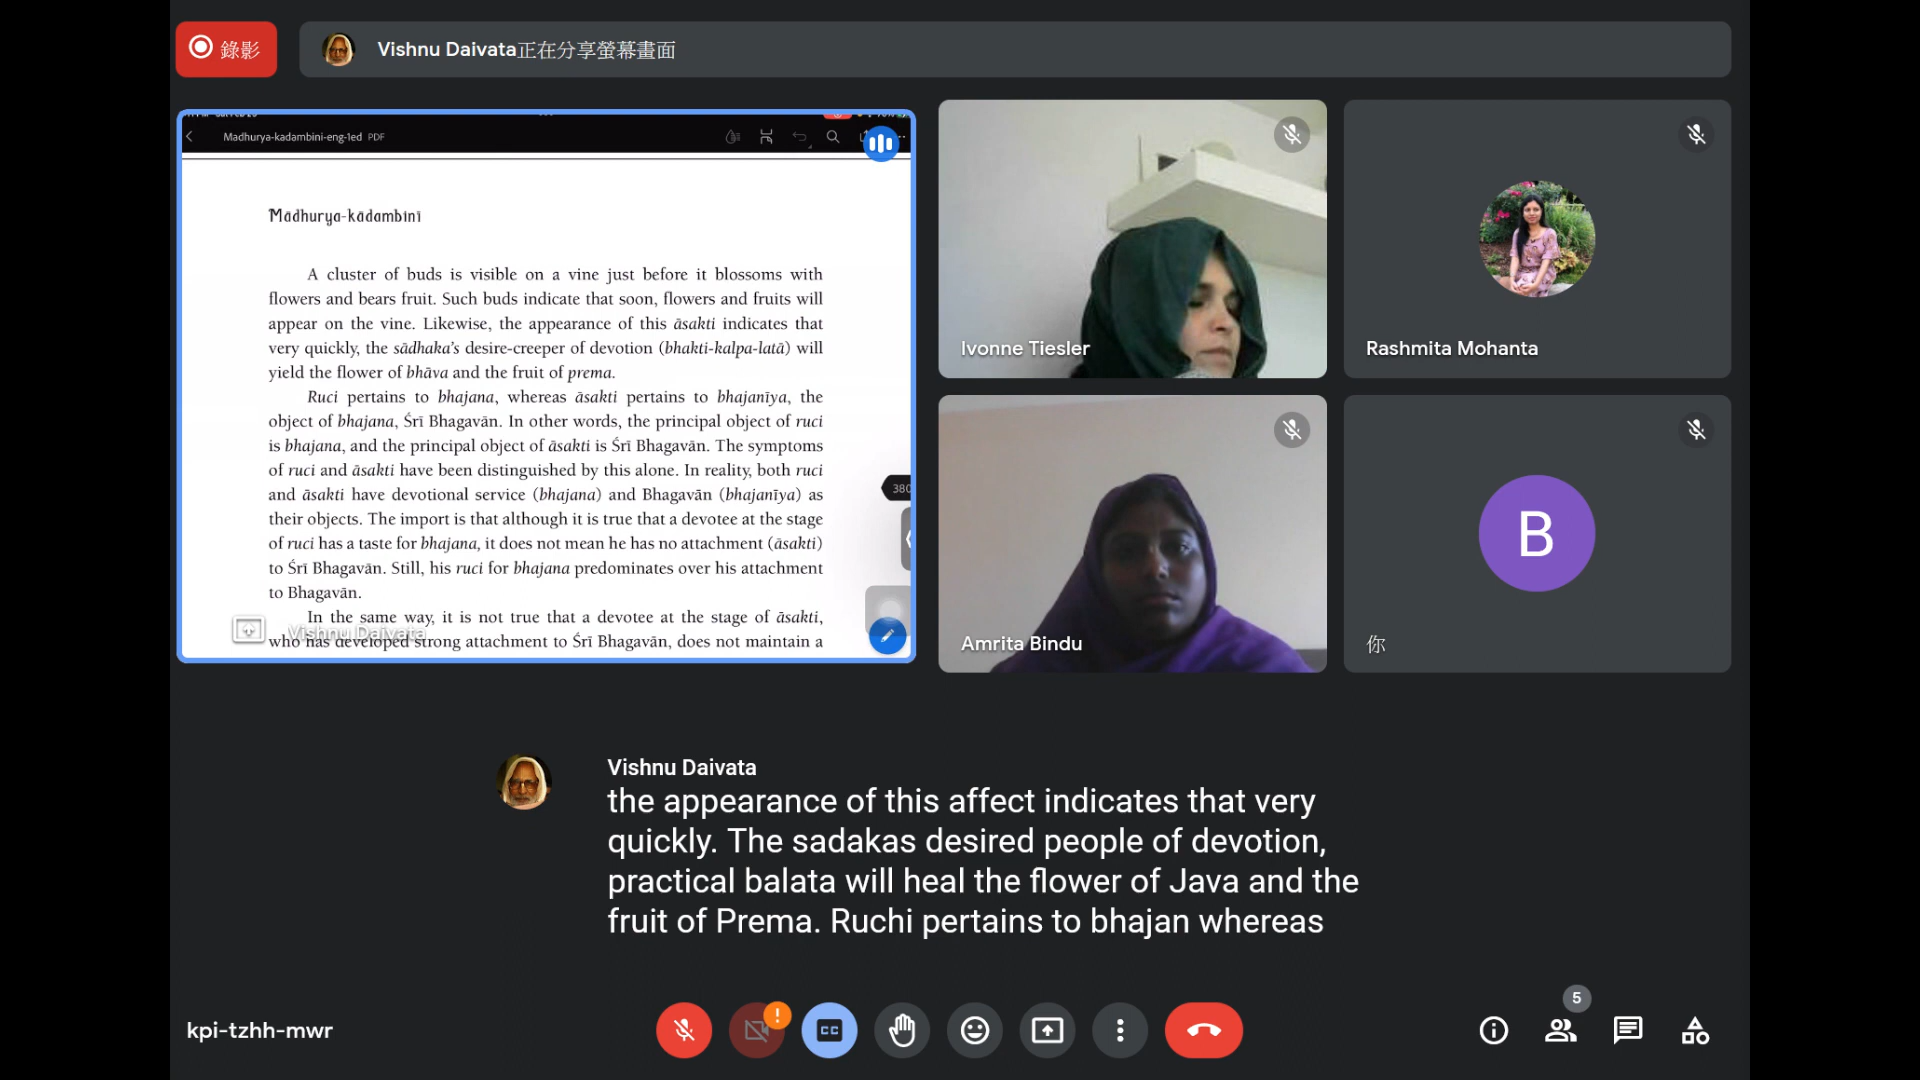 錄影
Vishnu Daivata正在分享螢幕畫面
Madhurya-kadambini-eng-1ed PDF
Mādhurya-kādambinī
A cluster of buds is visible on a vine just before it blossoms with
flowers and bears fruit. Such buds indicate that soon, flowers and fruits will
appear on the vine. Likewise, the appearance of this āsakti indicates that
very quickly, the sādhaka's desire-creeper of devotion (bhakti-kalpa-latā) will
yield the flower of bhāva and the fruit of prema.
Ruci pertains to bhajana, whereas āsakti pertains to bhajanīya, the
object of bhajana, Śrī Bhagavān. In other words, the principal object of ruci
is bhajana, and the principal object of āsakti is Śrī Bhagavān. The symptoms
of ruci and āsakti have been distinguished by this alone. In reality, both ruci
and āsakti have devotional service (bhajana) and Bhagavān (bhajanīya) as
their objects. The import is that although it is true that a devotee at the stage
of ruci has a taste for bhajana, it does not mean he has no attachment (āsakti)
to Śrī Bhagavān. Still, his ruci for bhajana predominates over his attachment
to Bhagavān.
In the same way, it is not true that a devotee at the stage of āsakti,
who has developed strong attachment to Śrī Bhagavān, does not maintain a
380
Vishnu Daivata
Ivonne Tiesler
Rashmita Mohanta
Amrita Bindu
B
你
Vishnu Daivata
the appearance of this affect indicates that very
quickly. The sadakas desired people of devotion,
practical balata will heal the flower of Java and the
fruit of Prema. Ruchi pertains to bhajan whereas
kpi-tzhh-mwr
!
CC
5